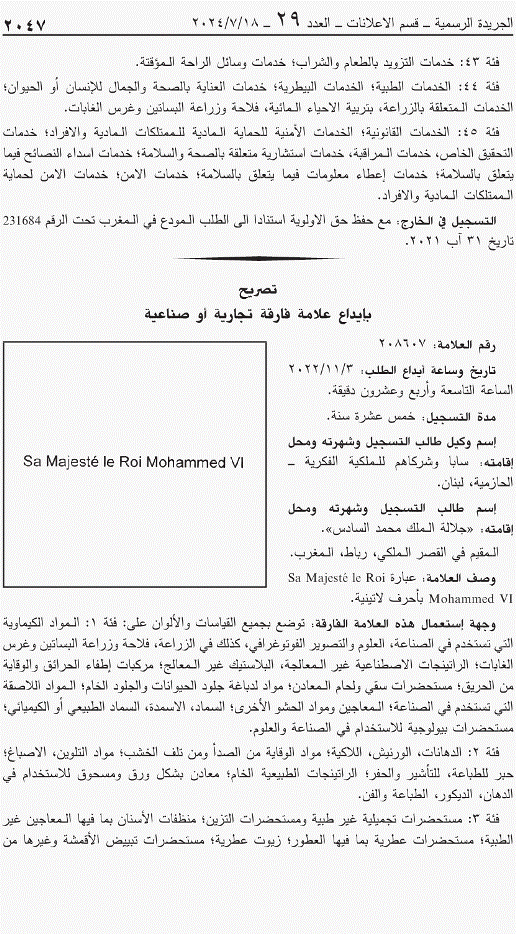 الجريدة الرسمية ــ قسم الاعلانات ــ العدد ٢٩ ــ ٢٠٢٤/٧/١٨
٢٠٤٧
فئة ٤٣: خدمات التزويد بالطعام والشراب؛ خدمات وسائل الراحة المؤقتة.
فئة ٤٤: الخدمات الطبية؛ الخدمات البيطرية؛ خدمات العناية بالصحة والجمال للإنسان أو الحيوان؛
الخدمات المتعلقة بالزراعة، بتربية الاحياء المائية، فلاحة وزراعة البساتين وغرس الغابات.
فئة ٤٥: الخدمات القانونية؛ الخدمات الأمنية للحماية المادية للممتلكات المادية والافراد؛ خدمات
التحقيق الخاص، خدمات المراقبة، خدمات استشارية متعلقة بالصحة والسلامة؛ خدمات اسداء النصائح فيما
يتعلق بالسلامة؛ خدمات إعطاء معلومات فيما يتعلق بالسلامة؛ خدمات الامن؛ خدمات الامن لحماية
الممتلكات المادية والافراد.
التسجيل في الخارج: مع حفظ حق الاولوية استنادا الى الطلب المودع في المغرب تحت الرقم 231684
تاريخ ٣١ آب ٢٠٢١.
تصريح
بإيداع علامة فارقة تجارية أو صناعية
رقم العلامة: ٢٠٨٦٠٧
تاريخ وساعة أيداع الطلب: ٢٠٢٢/١١/٣
الساعة التاسعة وأربع وعشرون دقيقة.
مدة التسجيل: خمس عشرة سنة.
إسم وكيل طالب التسجيل وشهرته ومحل
إقامته: سابا وشركاهم للملكية الفكرية ــ
الحازمية، لبنان.
إسم طالب التسجيل وشهرته ومحل
إقامته: «جلالة الملك محمد السادس».
المقيم في القصر الملكي، رباط، المغرب.
وصف العلامة: عبارة Sa Majesté le Roi
Mohammed VI بأحرف لاتينية.
Sa Majesté le Roi Mohammed VI
وجهة إستعمال هذه العلامة الفارقة: توضع بجميع القياسات والألوان على: فئة ١: المواد الكيماوية
التي تستخدم في الصناعة، العلوم والتصوير الفوتوغرافي، كذلك في الزراعة، فلاحة وزراعة البساتين وغرس
الغابات؛ الراتينجات الاصطناعية غير المعالجة، البلاستيك غير المعالج؛ مركبات إطفاء الحرائق والوقاية
من الحريق؛ مستحضرات سقي ولحام المعادن؛ مواد لدباغة جلود الحيوانات والجلود الخام؛ المواد اللاصقة
التي تستخدم في الصناعة؛ المعاجين ومواد الحشو الأخرى؛ السماد، الاسمدة، السماد الطبيعي أو الكيميائي؛
مستحضرات بيولوجية للاستخدام في الصناعة والعلوم.
فئة ٢: الدهانات، الورنيش، اللاكية؛ مواد الوقاية من الصدأ ومن تلف الخشب؛ مواد التلوين، الاصباغ؛
حبر للطباعة، للتأشير والحفر؛ الراتينجات الطبيعية الخام؛ معادن بشكل ورق ومسحوق للاستخدام في
الدهان, الديكور، الطباعة والفن.
فئة ٣: مستحضرات تجميلية غير طبية ومستحضرات التزين؛ منظفات الأسنان بما فيها المعاجين غير
الطبية؛ مستحضرات عطرية بما فيها العطور؛ زيوت عطرية؛ مستحضرات تبييض الأقمشة وغيرها من